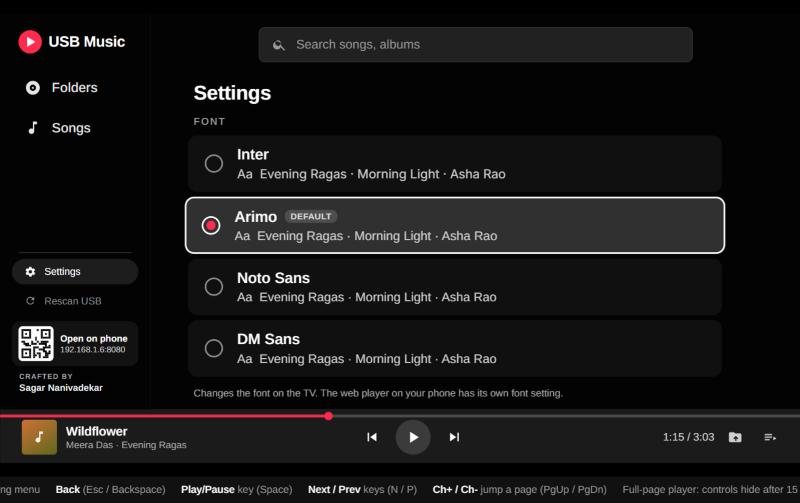 USB Music
Search songs, albums
Folders
Songs
Settings
FONT
Inter
Aa Evening Ragas · Morning Light · Asha Rao
Arimo DEFAULT
Aa Evening Ragas · Morning Light · Asha Rao
Noto Sans
Aa Evening Ragas · Morning Light · Asha Rao
DM Sans
Aa Evening Ragas · Morning Light · Asha Rao
Changes the font on the TV. The web player on your phone has its own font setting.
Settings
Rescan USB
Open on phone
192.168.1.6:8080
CRAFTED BY
Sagar Nanivadekar
Wildflower
Meera Das · Evening Ragas
1:15 / 3:03
ng menu Back (Esc / Backspace) Play/Pause key (Space) Next / Prev keys (N / P) Ch+ / Ch- jump a page (PgUp / PgDn) Full-page player: controls hide after 15